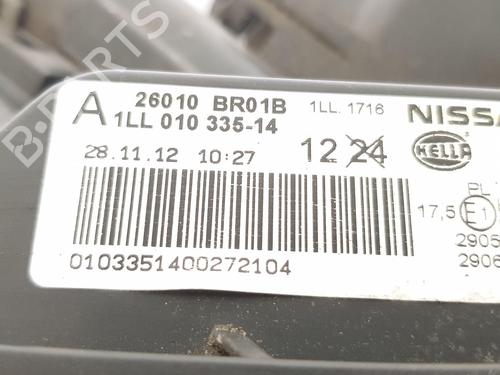 B-PARTS
A 26010 BR01B 1LL. 1716 NISSA
1LL 010 335-14
28.11.12 10:27 12 24 HELLA
PL
17,5 E1
2905
2906
0103351400272104